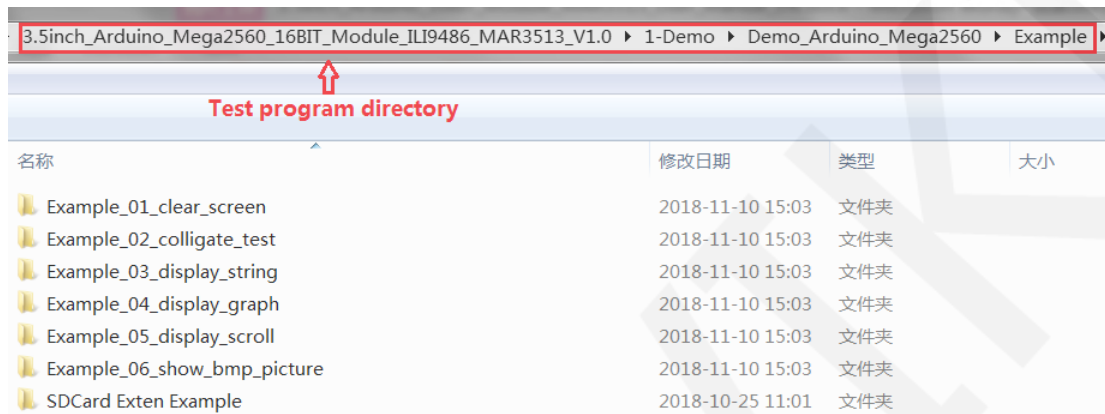 3.5inch_Arduino_Mega2560_16BIT_Module_ILI9486_MAR3513_V1.0 ▸ 1-Demo ▸ Demo_Arduino_Mega2560 ▸ Example
Test program directory
名称 修改日期 类型 大小
Example_01_clear_screen 2018-11-10 15:03 文件夹
Example_02_colligate_test 2018-11-10 15:03 文件夹
Example_03_display_string 2018-11-10 15:03 文件夹
Example_04_display_graph 2018-11-10 15:03 文件夹
Example_05_display_scroll 2018-11-10 15:03 文件夹
Example_06_show_bmp_picture 2018-11-10 15:03 文件夹
SDCard Exten Example 2018-10-25 11:01 文件夹